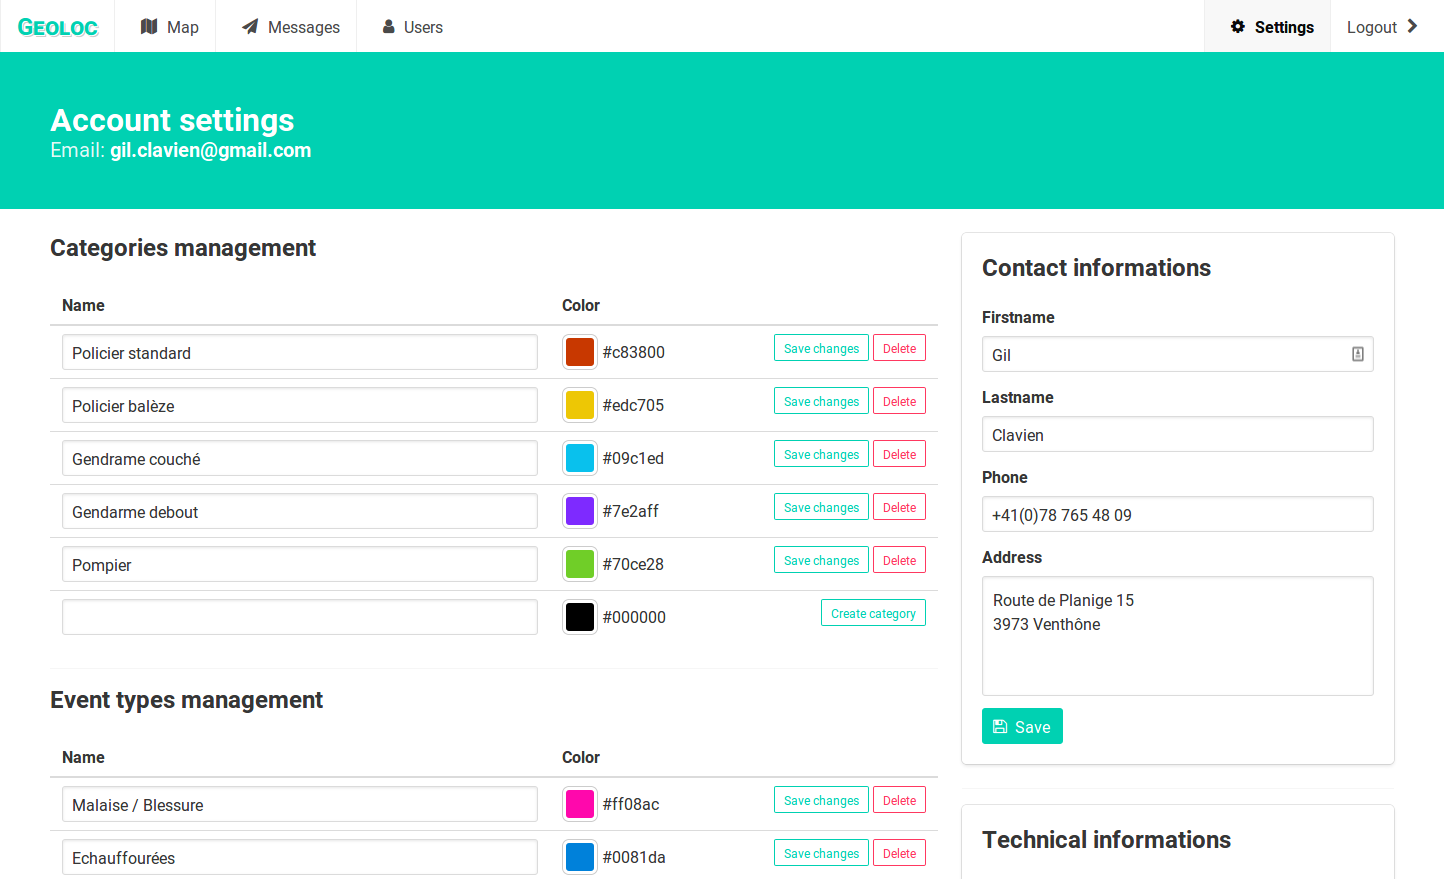 GEOLOC
Map
Messages
Users
Settings
Logout
Account settings
Email: gil.clavien@gmail.com
Categories management
Name Color
Policier standard #c83800 Save changes Delete
Policier balèze #edc705 Save changes Delete
Gendrame couché #09c1ed Save changes Delete
Gendarme debout #7e2aff Save changes Delete
Pompier #70ce28 Save changes Delete
#000000 Create category
Event types management
Name Color
Malaise / Blessure #ff08ac Save changes Delete
Echauffourées #0081da Save changes Delete
Contact informations
Firstname
Gil
Lastname
Clavien
Phone
+41(0)78 765 48 09
Address
Route de Planige 15
3973 Venthône
Save
Technical informations